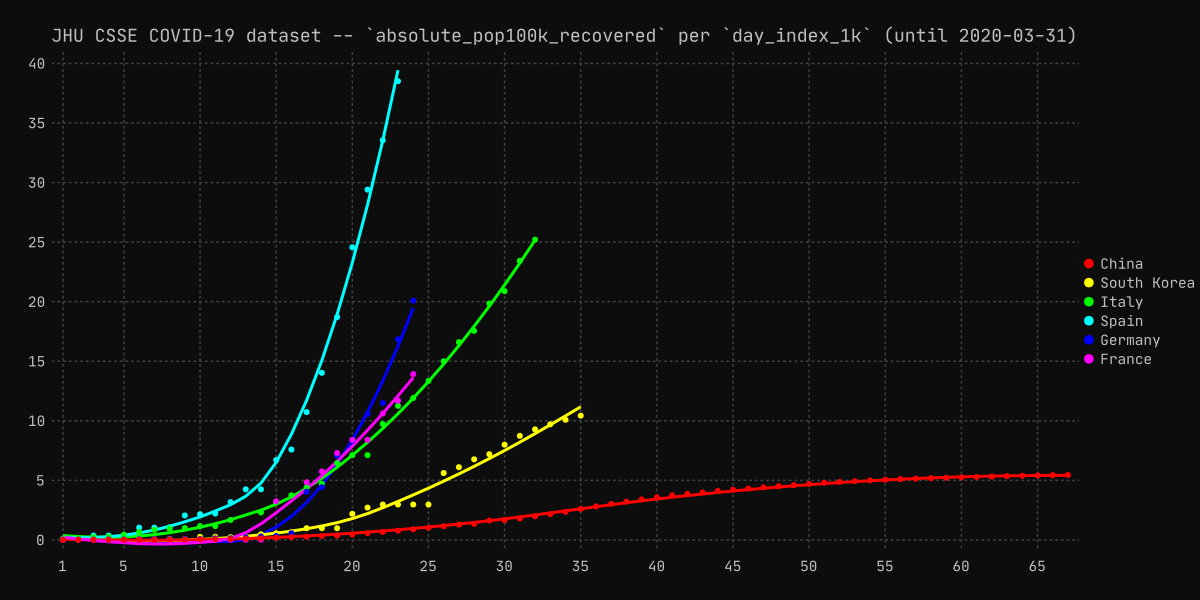 JHU CSSE COVID-19 dataset -- `absolute_pop100k_recovered` per `day_index_1k` (until 2020-03-31)
40
35
30
25
20
15
10
5
0
1 5 10 15 20 25 30 35 40 45 50 55 60 65
China
South Korea
Italy
Spain
Germany
France